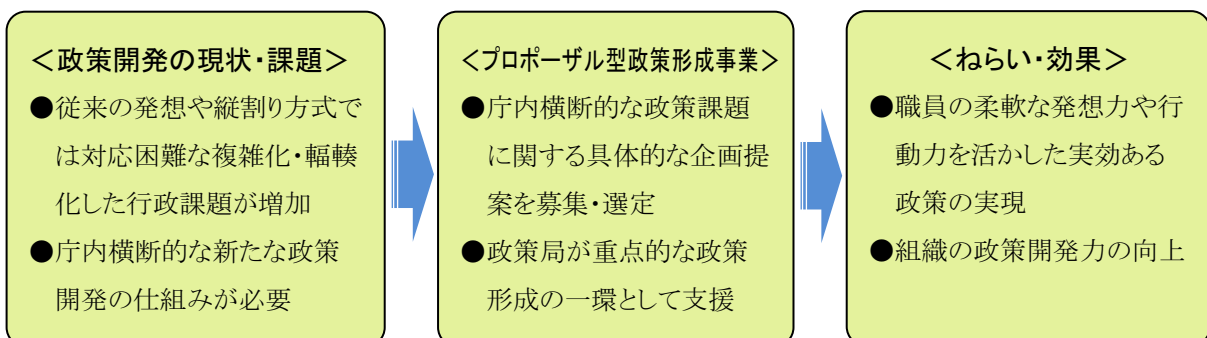 ＜政策開発の現状・課題＞
●従来の発想や縦割り方式で
は対応困難な複雑化・輻輳
化した行政課題が増加
●庁内横断的な新たな政策
開発の仕組みが必要
＜プロポーザル型政策形成事業＞
●庁内横断的な政策課題
に関する具体的な企画提
案を募集・選定
●政策局が重点的な政策
形成の一環として支援
＜ねらい・効果＞
●職員の柔軟な発想力や行
動力を活かした実効ある
政策の実現
●組織の政策開発力の向上